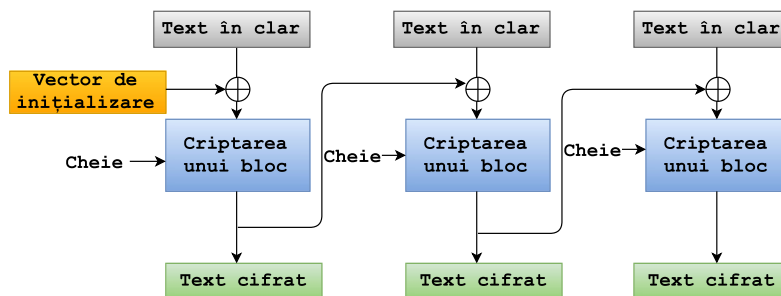 Text în clar
Text în clar
Text în clar
Vector de
inițializare
Criptarea
unui bloc
Criptarea
unui bloc
Criptarea
unui bloc
Cheie
Cheie
Cheie
Text cifrat
Text cifrat
Text cifrat